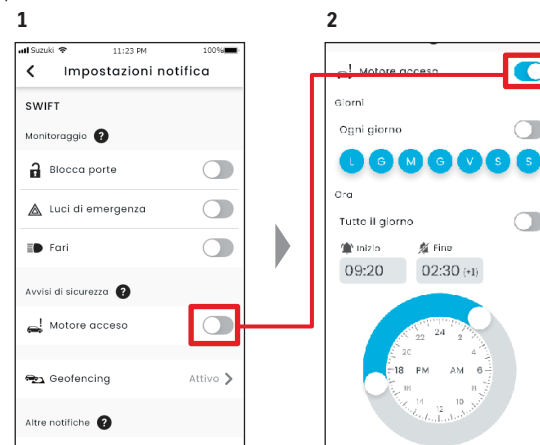 1
Suzuki 11:23 PM 100%
Impostazioni notifica
SWIFT
Monitoraggio ?
Blocca porte
Luci di emergenza
Fari
Avvisi di sicurezza ?
Motore acceso
Geofencing Attivo
Altre notifiche ?
2
Motore acceso
Giorni
Ogni giorno
L G M G V S S
Ora
Tutto il giorno
Inizio Fine
09:20 02:30 (+1)
22 24 2
20 4
18 PM AM 6
16 8
14 12 10